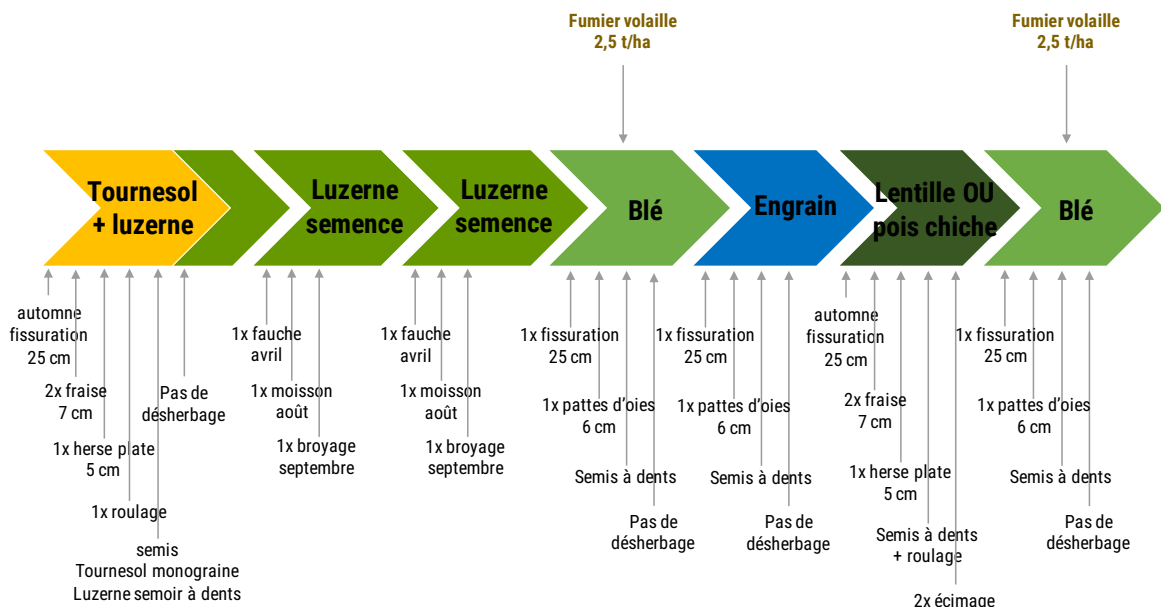 Fumier volaille
2,5 t/ha
Fumier volaille
2,5 t/ha
Tournesol
+ luzerne
Luzerne
semence
Luzerne
semence
Blé
Engrain
Lentille OU
pois chiche
Blé
automne
fissuration
25 cm
2x fraise
7 cm
1x herse plate
5 cm
1x roulage
semis
Tournesol monograine
Luzerne semoir à dents
Pas de
désherbage
1x fauche
avril
1x moisson
août
1x broyage
septembre
1x fauche
avril
1x moisson
août
1x broyage
septembre
1x fissuration
25 cm
1x pattes d'oies
6 cm
Semis à dents
Pas de
désherbage
1x fissuration
25 cm
1x pattes d'oies
6 cm
Semis à dents
Pas de
désherbage
automne
fissuration
25 cm
2x fraise
7 cm
1x herse plate
5 cm
Semis à dents
+ roulage
2x écimage
1x fissuration
25 cm
1x pattes d'oies
6 cm
Semis à dents
Pas de
désherbage